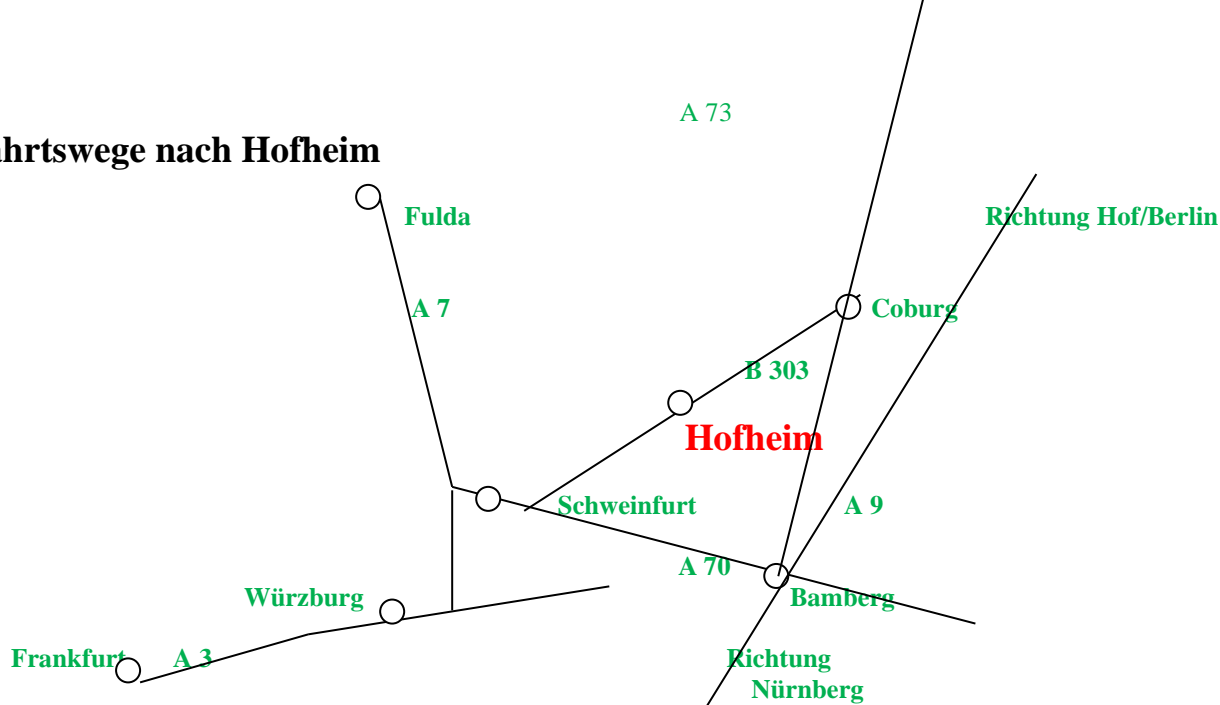 A 73
ahrtswege nach Hofheim
Fulda
Richtung Hof/Berlin
A 7
Coburg
B 303
Hofheim
Schweinfurt
A 9
A 70
Würzburg
Bamberg
Frankfurt
A 3
Richtung
Nürnberg